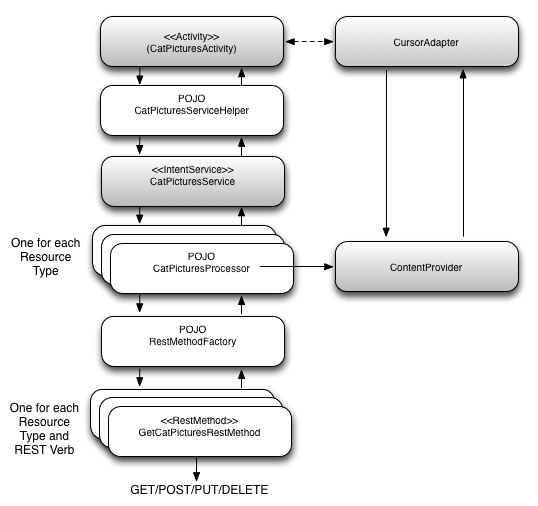 <<Activity>>
(CatPicturesActivity)
CursorAdapter
POJO
CatPicturesServiceHelper
<<IntentService>>
CatPicturesService
One for each
Resource
Type
POJO
CatPicturesProcessor
ContentProvider
POJO
RestMethodFactory
One for each
Resource
Type and
REST Verb
<<RestMethod>>
GetCatPicturesRestMethod
GET/POST/PUT/DELETE